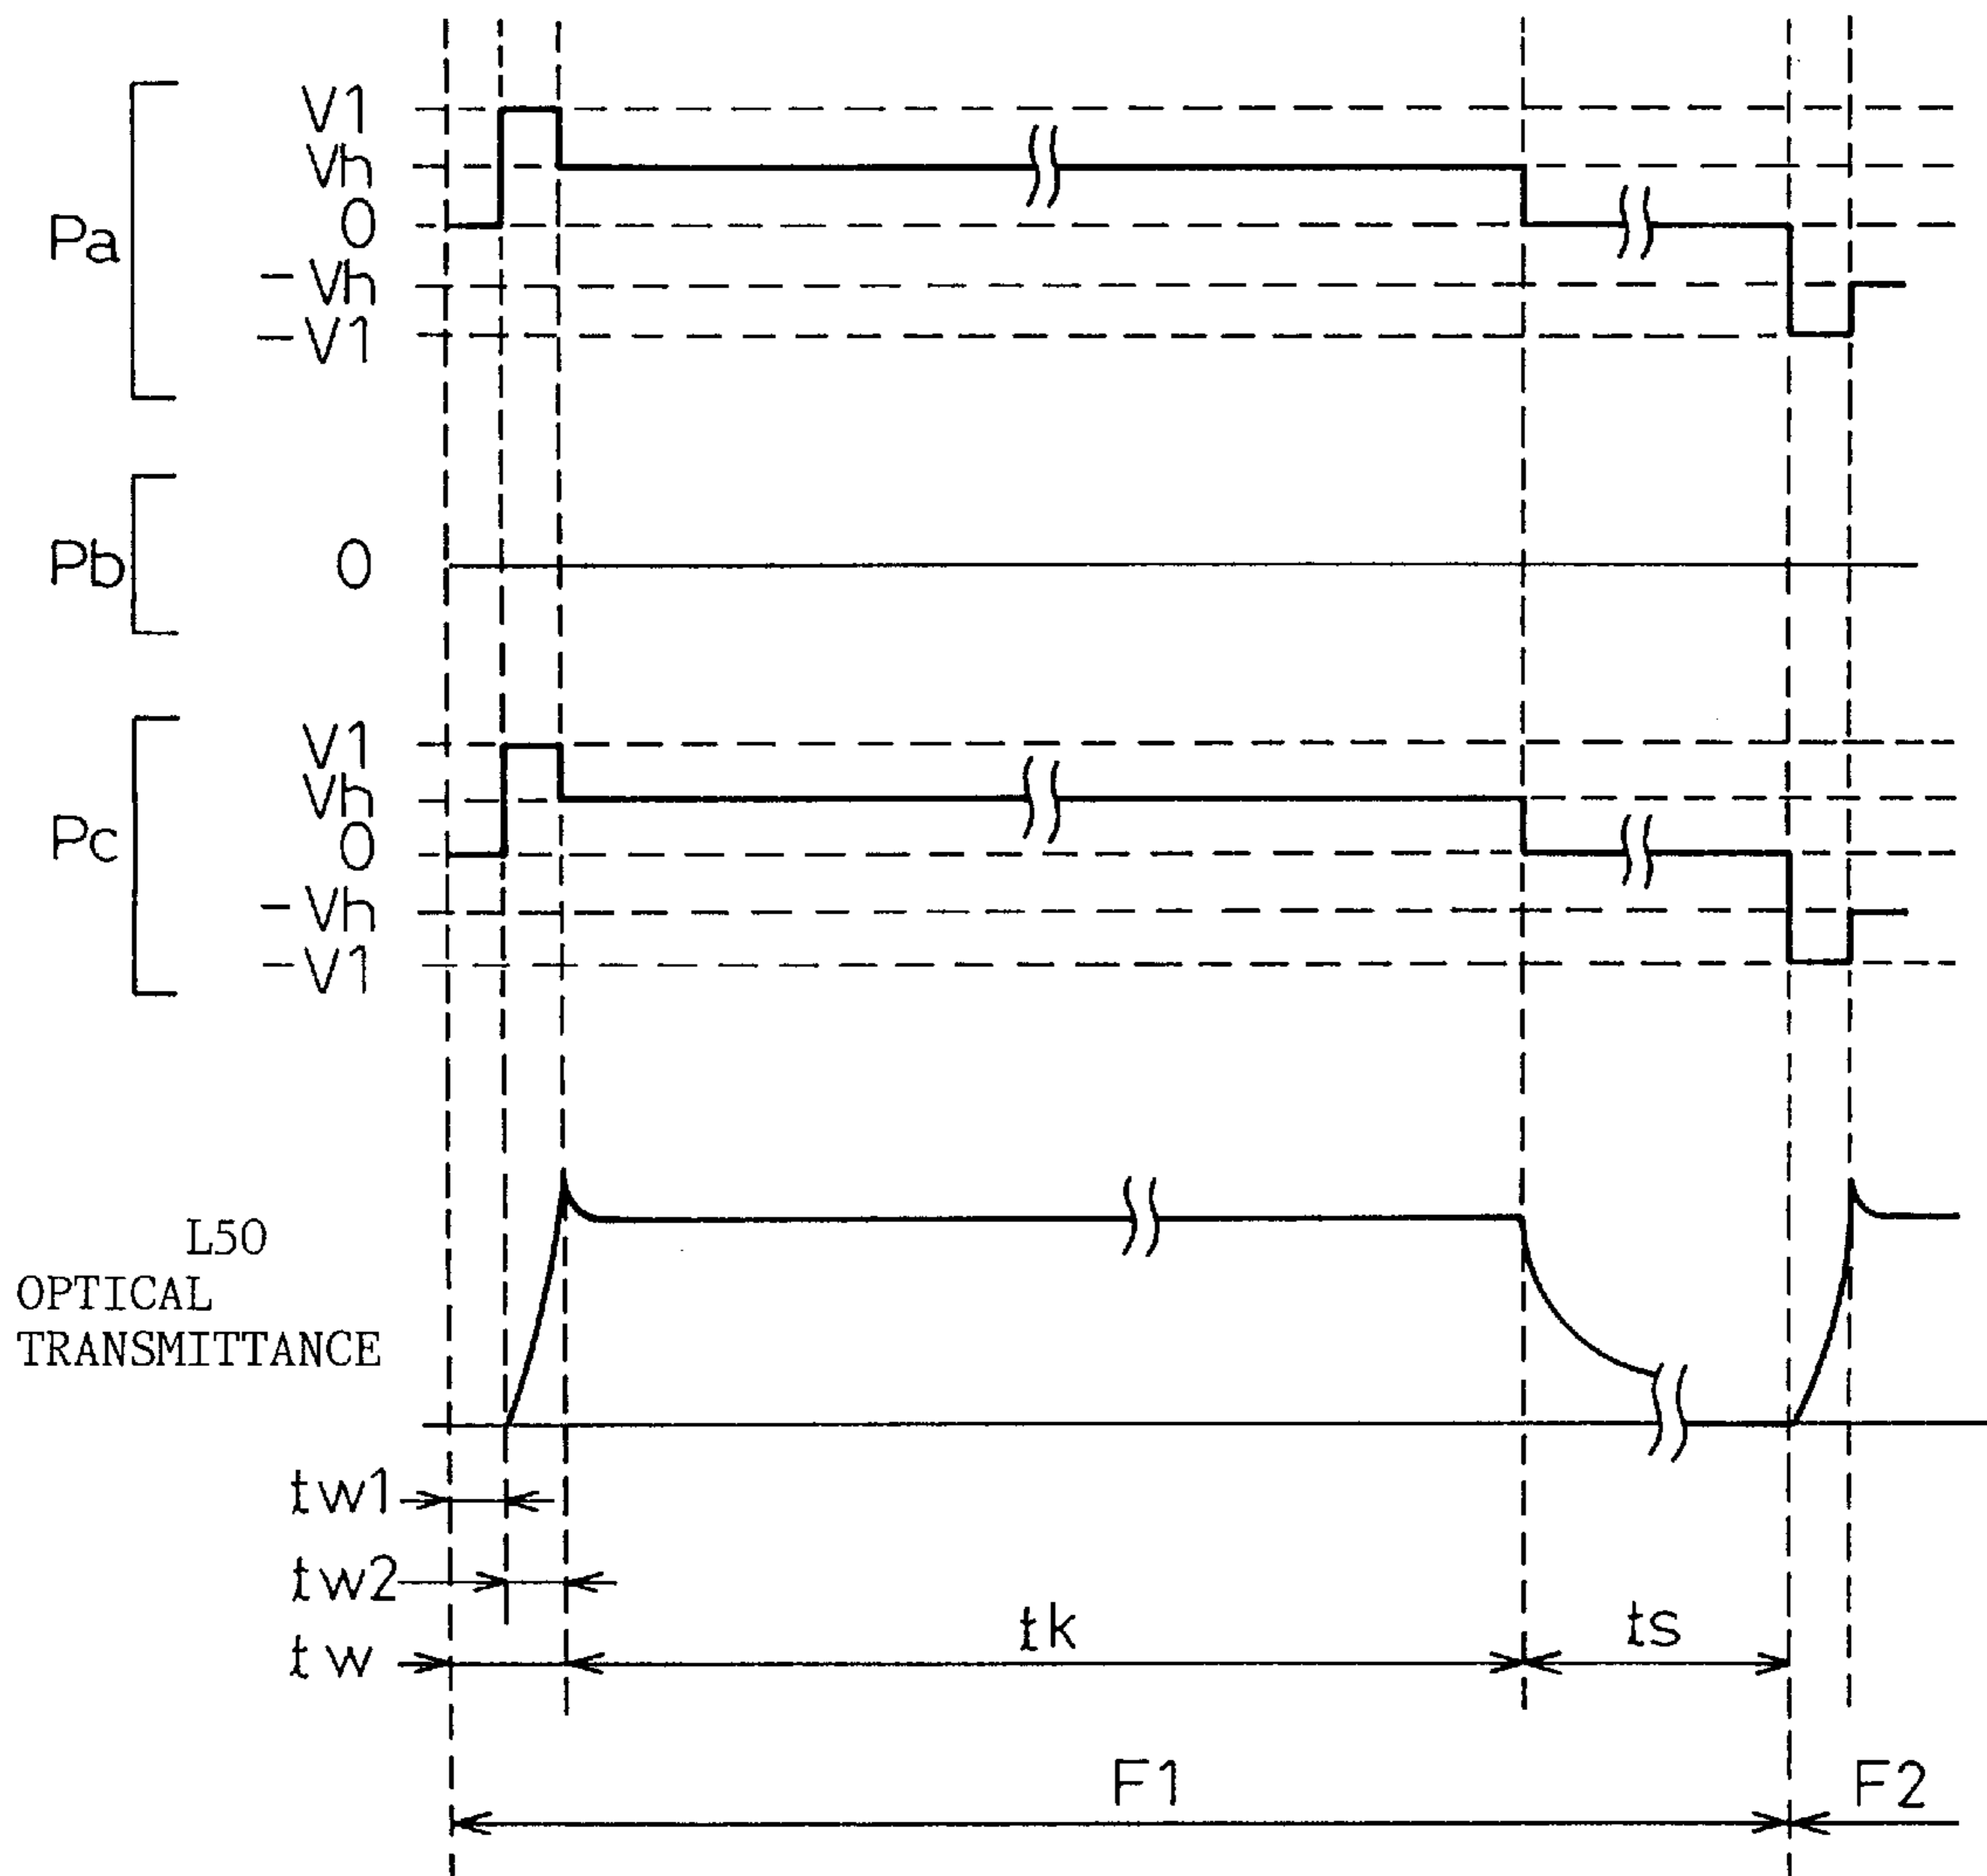 Pa
V1
Vh
0
-Vh
-V1
Pb
0
Pc
V1
Vh
0
-Vh
-V1
L50
OPTICAL
TRANSMITTANCE
tw1
tw2
tw
tk
ts
F1
F2